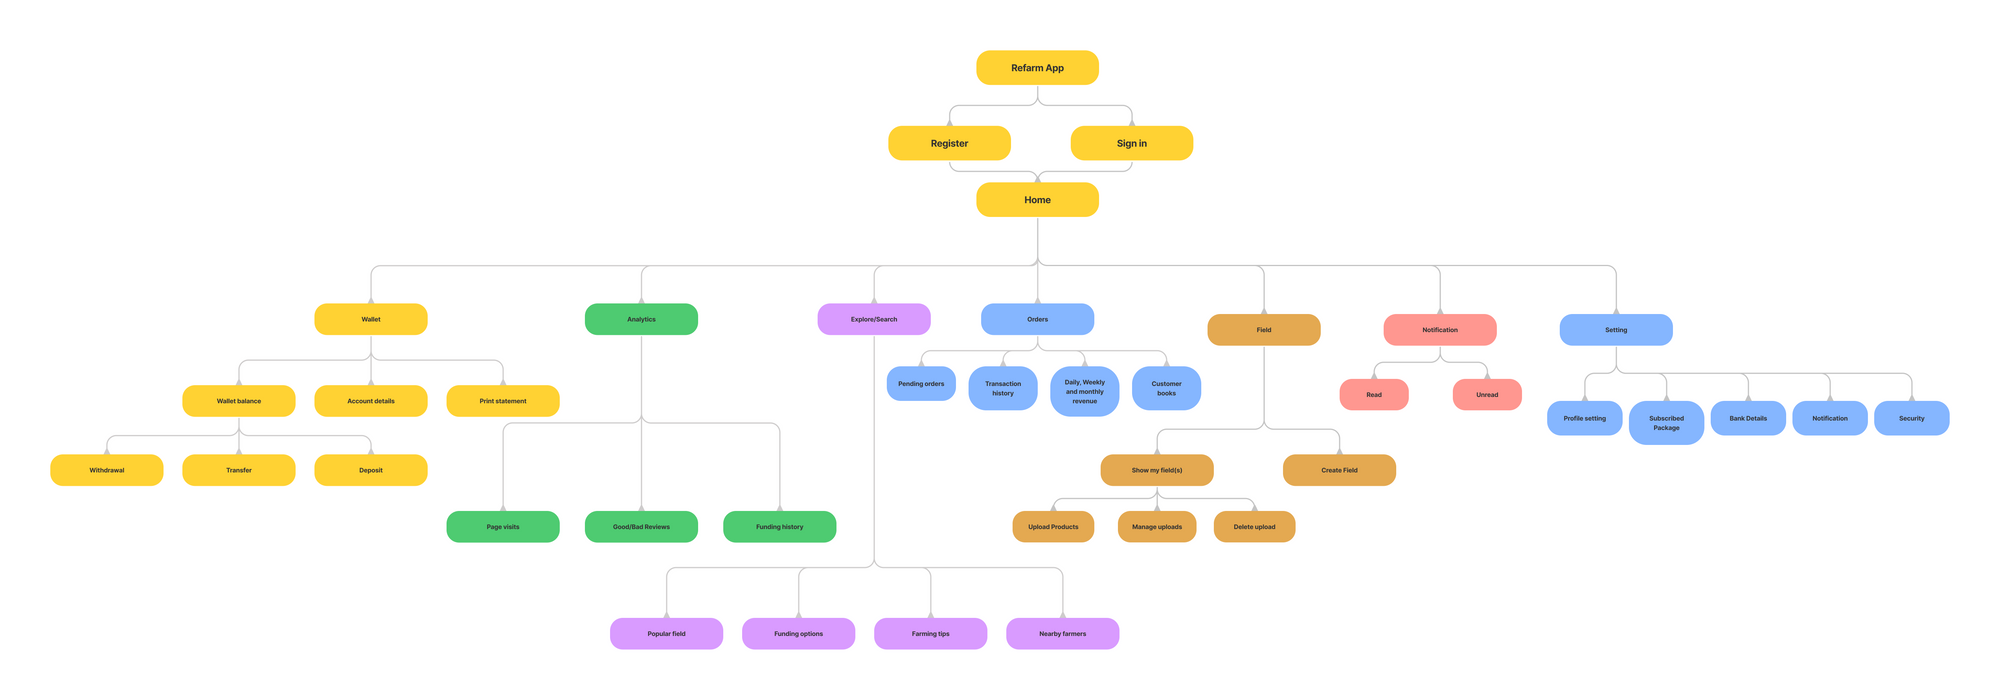 Refarm App
Register
Sign in
Home
Wallet
Analytics
Explore/Search
Orders
Field
Notification
Setting
Pending orders
Transaction
history
Daily, Weekly
and monthly
revenue
Customer
books
Read
Unread
Wallet balance
Account details
Print statement
Profile setting
Subscribed
Package
Bank Details
Notification
Security
Withdrawal
Transfer
Deposit
Show my field(s)
Create Field
Page visits
Good/Bad Reviews
Funding history
Upload Products
Manage uploads
Delete upload
Popular field
Funding options
Farming tips
Nearby farmers